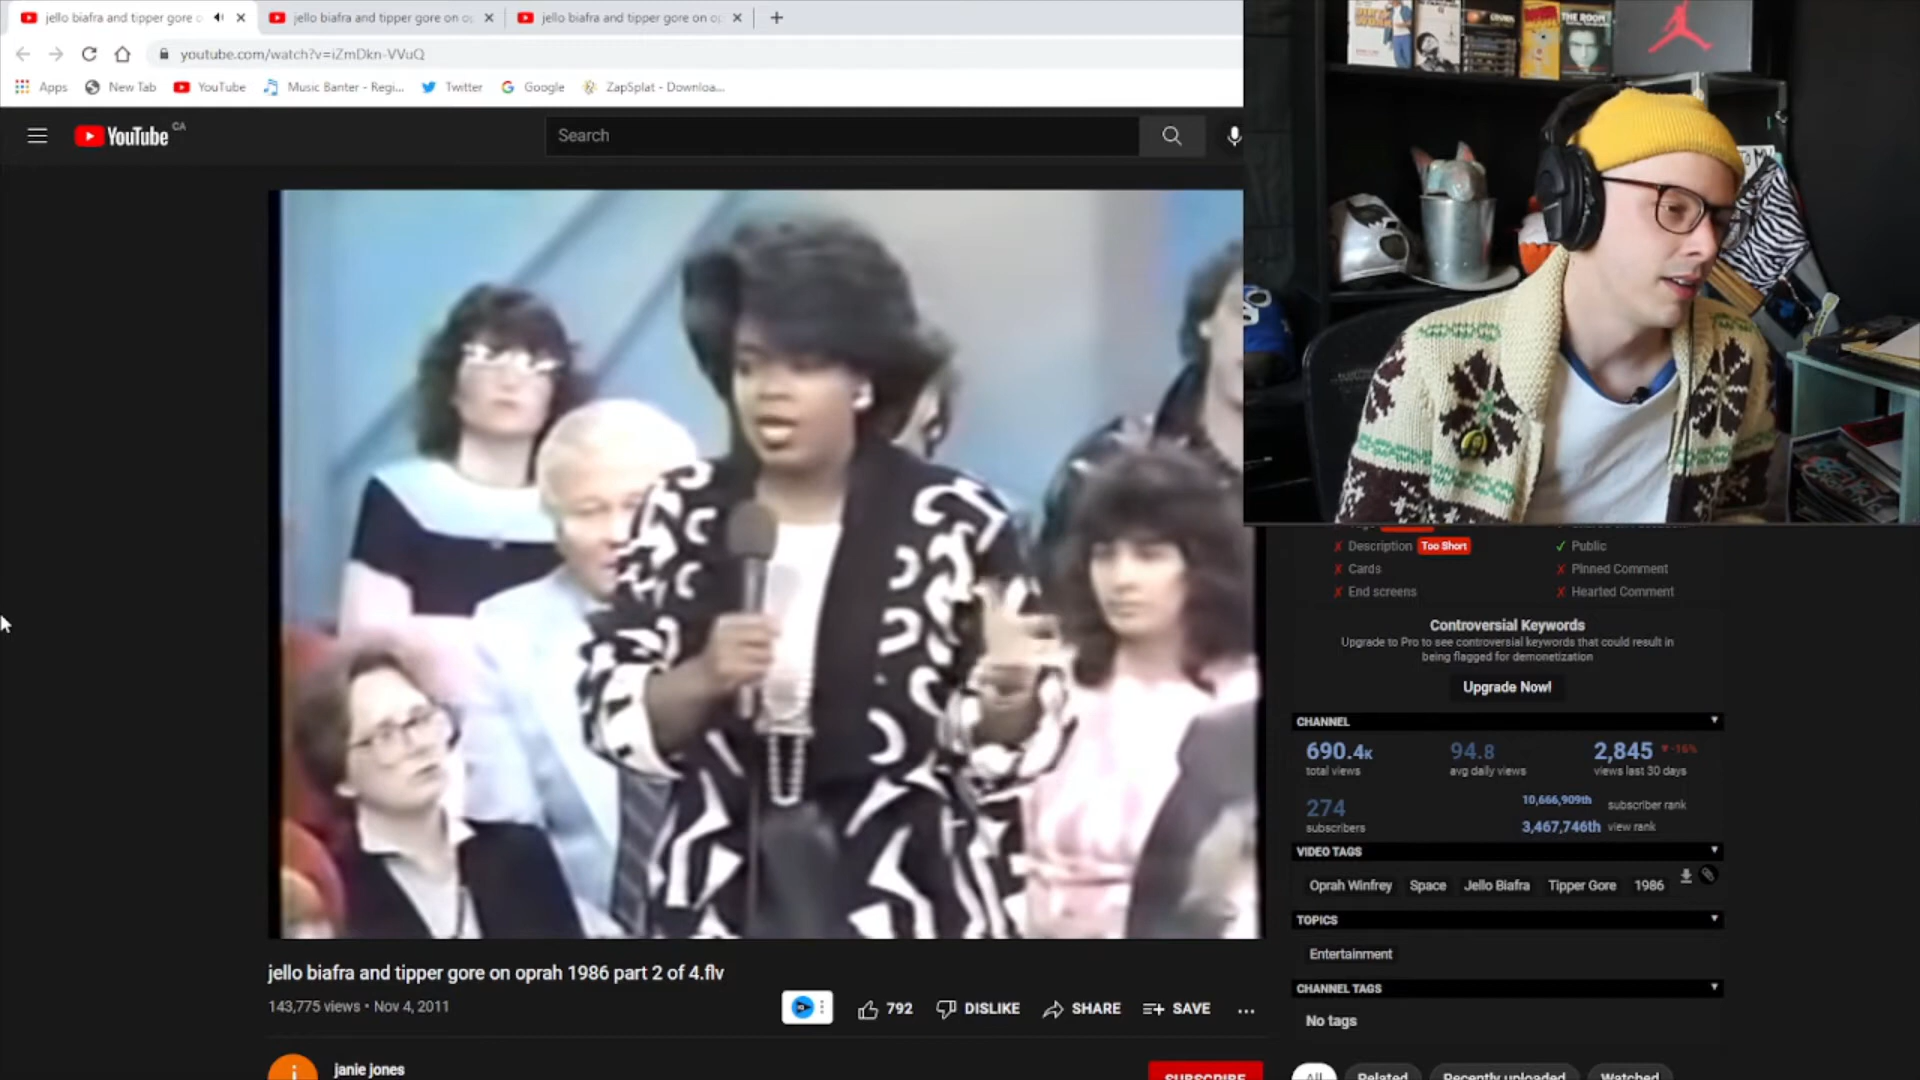 jello biafra and tipper gore o
jello biafra and tipper gore on o
jello biafra and tipper gore on o
youtube.com/watch?v=iZmDkn-VVuQ
Apps
New Tab
YouTube
Music Banter - Regi...
Twitter
Google
ZapSplat - Downloa...
YouTube CA
Search
THE ROOM
TO MY
Description Too Short
Public
Cards
Pinned Comment
End screens
Hearted Comment
Controversial Keywords
Upgrade to Pro to see controversial keywords that could result in
being flagged for demonetization
Upgrade Now!
CHANNEL
690.4K
total views
94.8
avg daily views
2,845 -16%
views last 30 days
274
subscribers
10,666,909th subscriber rank
3,467,746th view rank
VIDEO TAGS
Oprah Winfrey
Space
Jello Biafra
Tipper Gore
1986
TOPICS
Entertainment
CHANNEL TAGS
No tags
jello biafra and tipper gore on oprah 1986 part 2 of 4.flv
143,775 views • Nov 4, 2011
792
DISLIKE
SHARE
SAVE
janie jones
SUBSCRIBE
All
Related
Recently uploaded
Watched